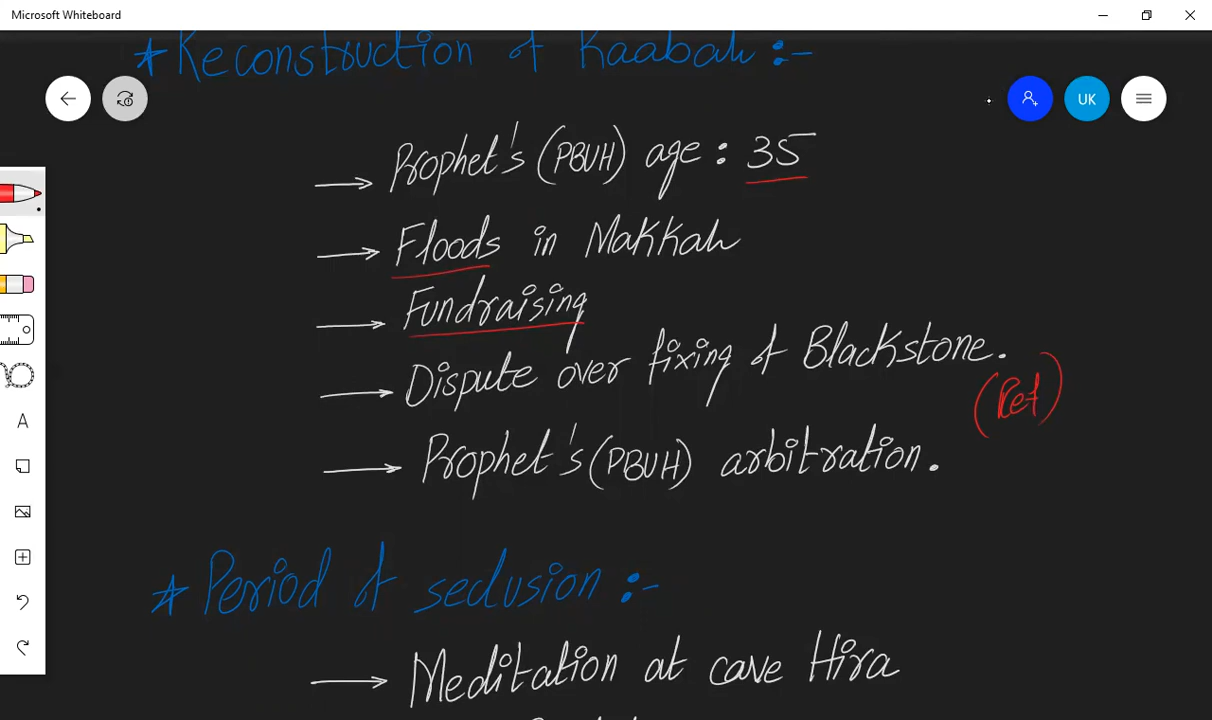 Microsoft Whiteboard
* Reconstruction of Kaabah :-
UK
→ Prophet's (PBUH) age : 35
→ Floods in Makkah
→ Fundraising
→ Dispute over fixing of Blackstone.
(Ref)
→ Prophet's (PBUH) arbitration.
* Period of seclusion :-
→ Meditation at cave Hira
A